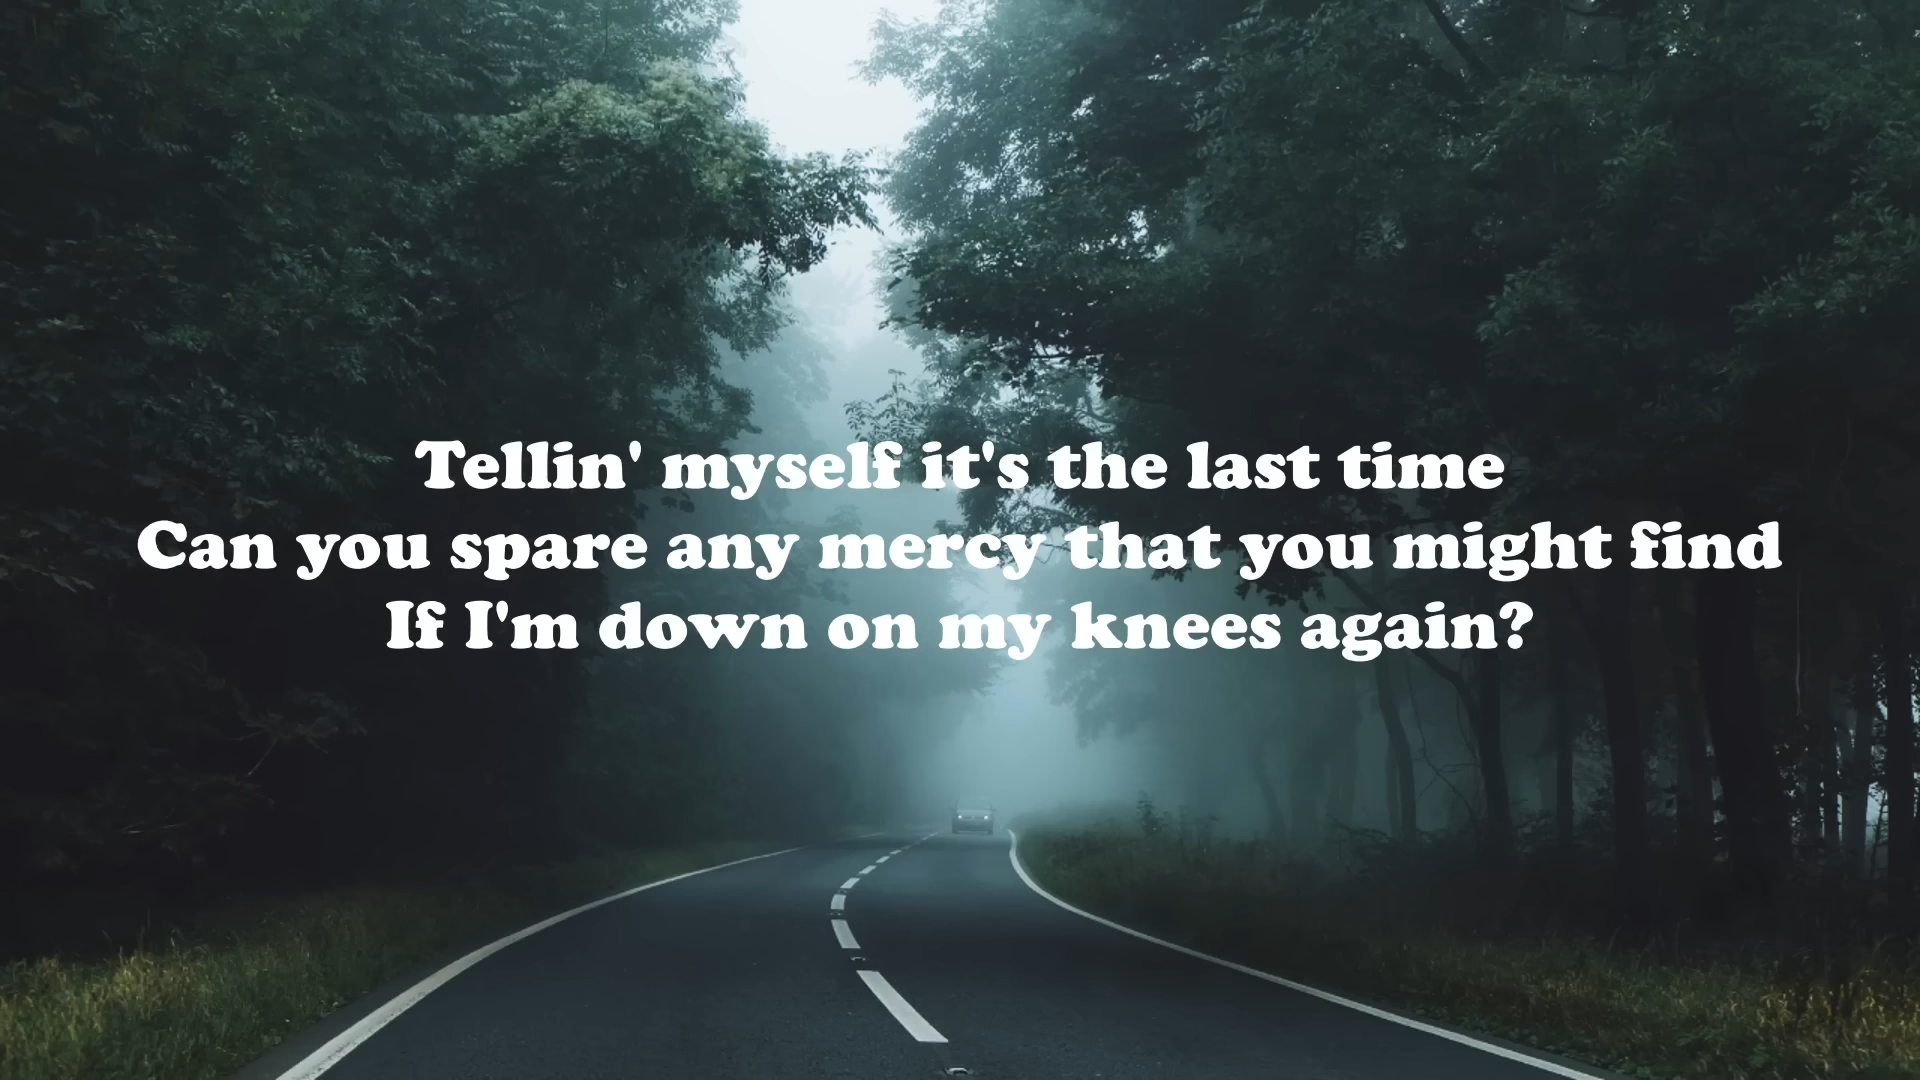 Tellin' myself it's the last time
Can you spare any mercy that you might find
If I'm down on my knees again?